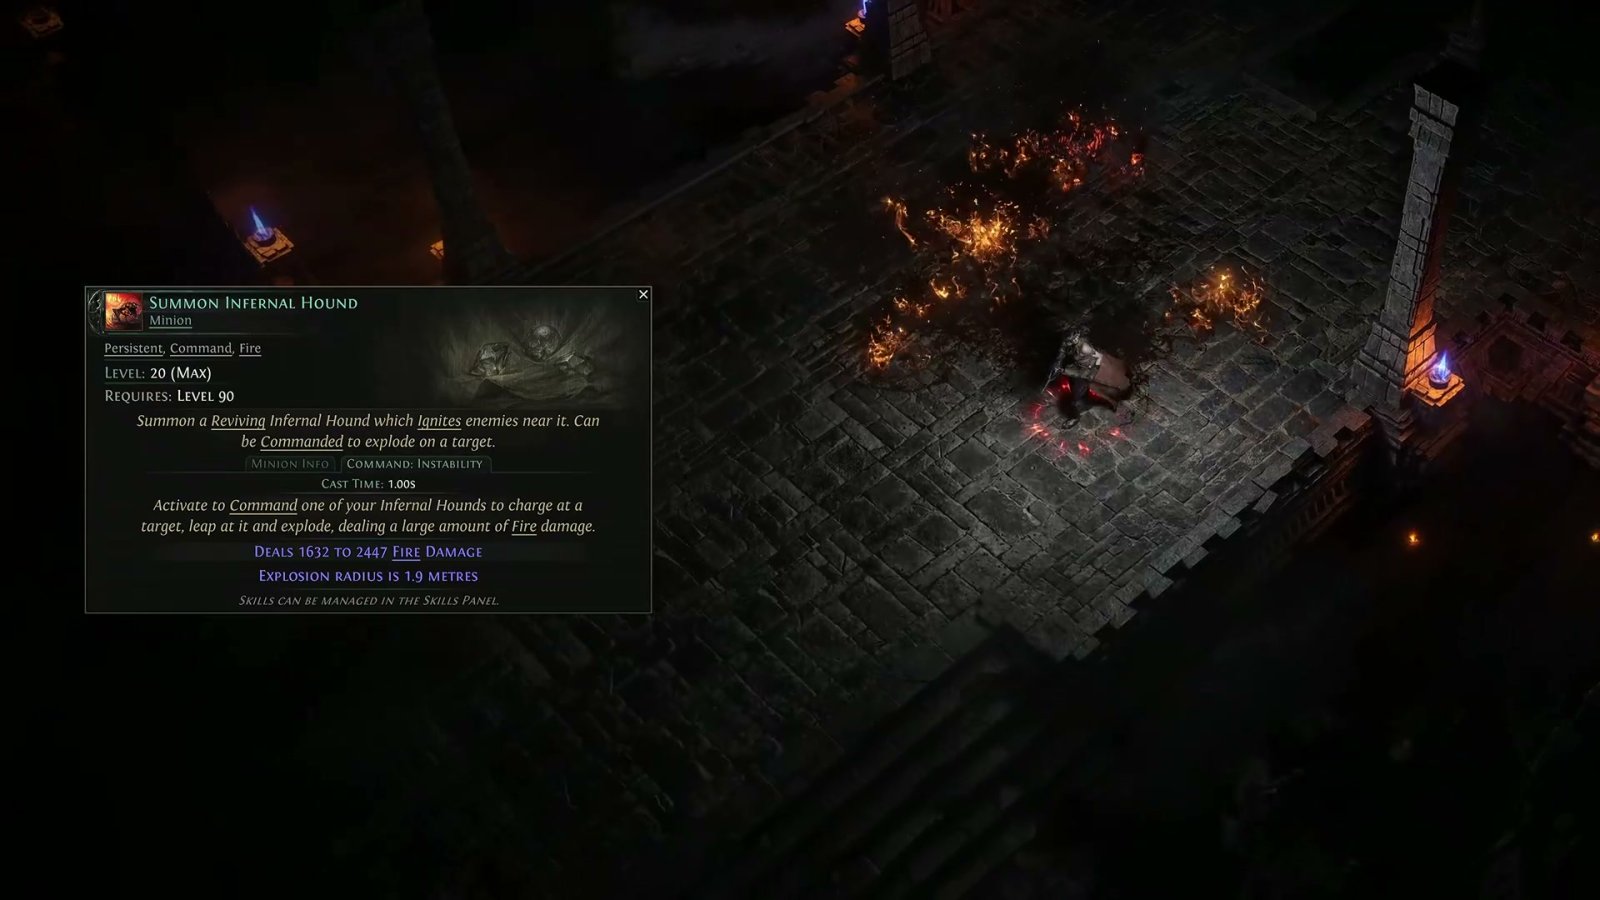 Summon Infernal Hound
Minion
Persistent, Command, Fire
Level: 20 (Max)
Requires: Level 90
Summon a Reviving Infernal Hound which Ignites enemies near it. Can
be Commanded to explode on a target.
Minion Info Command: Instability
Cast Time: 1.00s
Activate to Command one of your Infernal Hounds to charge at a
target, leap at it and explode, dealing a large amount of Fire damage.
Deals 1632 to 2447 Fire Damage
Explosion radius is 1.9 metres
Skills can be managed in the Skills Panel.